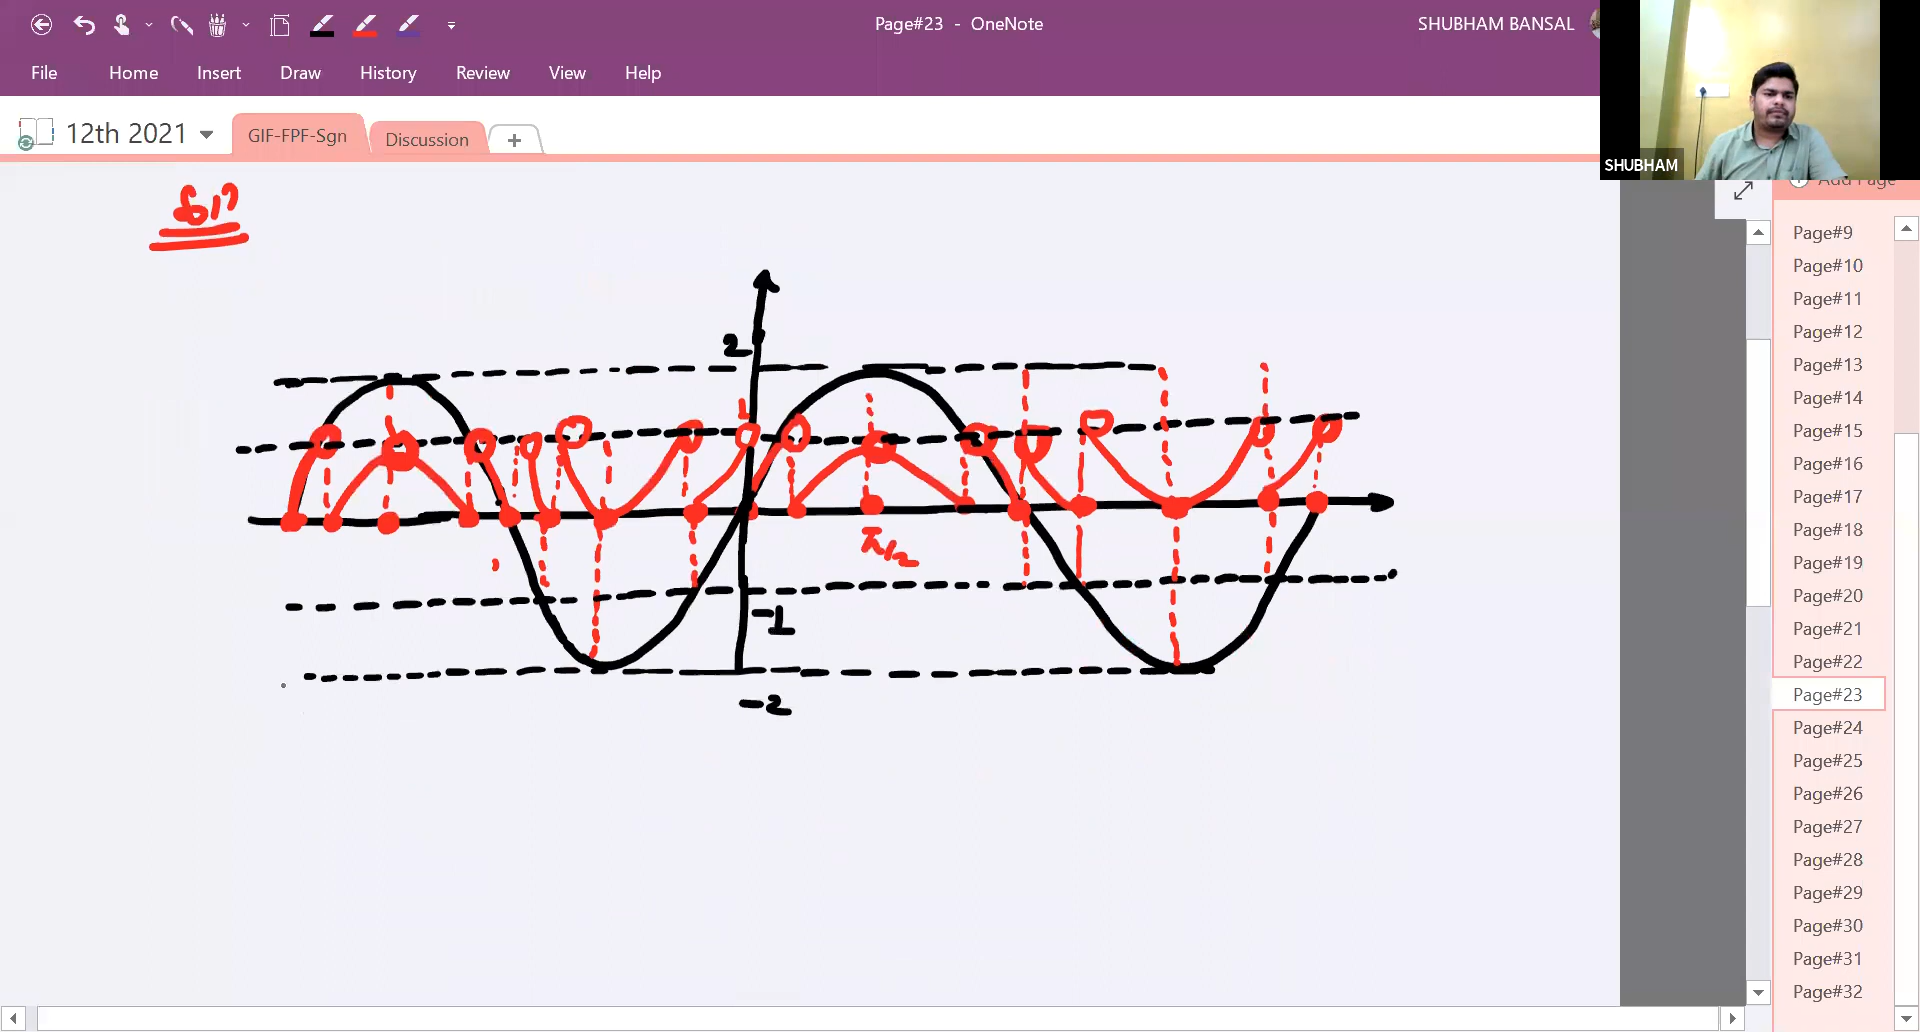 Page#23 - OneNote
SHUBHAM BANSAL
File Home Insert Draw History Review View Help
SHUBHAM
12th 2021
GIF-FPF-Sgn
Discussion
+
Add Page
Page#9
Page#10
Page#11
Page#12
Page#13
Page#14
Page#15
Page#16
Page#17
Page#18
Page#19
Page#20
Page#21
Page#22
Page#23
Page#24
Page#25
Page#26
Page#27
Page#28
Page#29
Page#30
Page#31
Page#32
2
1
π/2
-1
-2